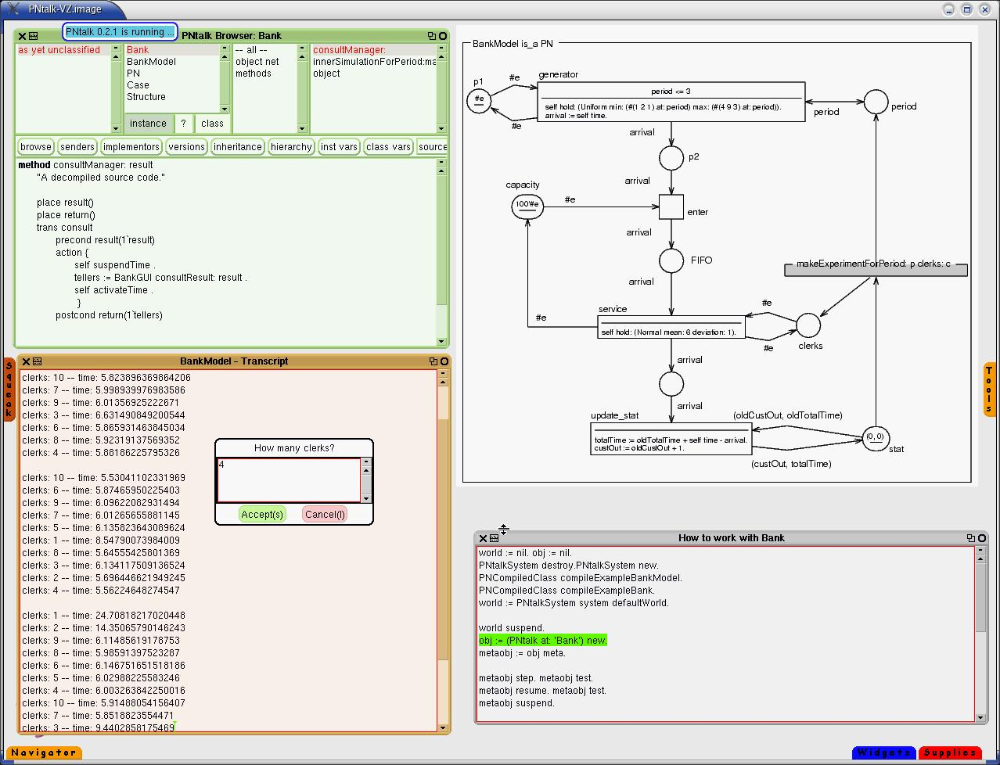 PNtalk-VZ.image
PNtalk 0.2.1 is running ...
PNtalk Browser: Bank
as yet unclassified
Bank
BankModel
PN
Case
Structure
instance
?
class
-- all --
object net
methods
consultManager:
innerSimulationForPeriod:ma
object
browse
senders
implementors
versions
inheritance
hierarchy
inst vars
class vars
source
method consultManager: result
"A decompiled source code."
place result()
place return()
trans consult
precond result(1`result)
action {
self suspendTime .
tellers := BankGUI consultResult: result .
self activateTime .
}
postcond return(1`tellers)
BankModel is_a PN
p1
#e
#e
#e
generator
period <= 3
self hold: (Uniform min: (#(1 2 1) at: period) max: (#(4 9 3) at: period)).
arrival := self time.
period
period
arrival
p2
arrival
capacity
100'#e
#e
enter
arrival
FIFO
arrival
makeExperimentForPeriod: p clerks: c
service
self hold: (Normal mean: 6 deviation: 1).
#e
#e
#e
clerks
arrival
arrival
update_stat
totalTime := oldTotalTime + self time - arrival.
custOut := oldCustOut + 1.
(oldCustOut, oldTotalTime)
(0, 0)
stat
(custOut, totalTime)
Squeak
Tools
BankModel - Transcript
clerks: 10 -- time: 5.823896369864206
clerks: 7 -- time: 5.998939976983586
clerks: 9 -- time: 6.01356925222671
clerks: 3 -- time: 6.631490849200544
clerks: 6 -- time: 5.865931463845034
clerks: 8 -- time: 5.92319137569352
clerks: 4 -- time: 5.88186225795326
clerks: 10 -- time: 5.53041102331969
clerks: 6 -- time: 5.87465950225403
clerks: 9 -- time: 6.09622082931494
clerks: 7 -- time: 6.01265655881145
clerks: 5 -- time: 6.135823643089624
clerks: 1 -- time: 8.54790073984009
clerks: 8 -- time: 5.64555425801369
clerks: 3 -- time: 6.134117509136524
clerks: 2 -- time: 5.696446621949245
clerks: 4 -- time: 5.56224648274547
clerks: 1 -- time: 24.70818217020448
clerks: 2 -- time: 14.35065790146243
clerks: 9 -- time: 6.11485619178753
clerks: 8 -- time: 5.98591397523287
clerks: 6 -- time: 6.146751651518186
clerks: 5 -- time: 6.02988225583246
clerks: 4 -- time: 6.003263842250016
clerks: 10 -- time: 5.91488054156407
clerks: 7 -- time: 5.8518823554471
clerks: 3 -- time: 9.4402858175469
How many clerks?
4
Accept(s)
Cancel(l)
How to work with Bank
world := nil. obj := nil.
PNtalkSystem destroy.PNtalkSystem new.
PNCompiledClass compileExampleBankModel.
PNCompiledClass compileExampleBank.
world := PNtalkSystem system defaultWorld.
world suspend.
obj := (PNtalk at: 'Bank') new.
metaobj := obj meta.
metaobj step. metaobj test.
metaobj resume. metaobj test.
metaobj suspend.
Navigator
Widgets
Supplies